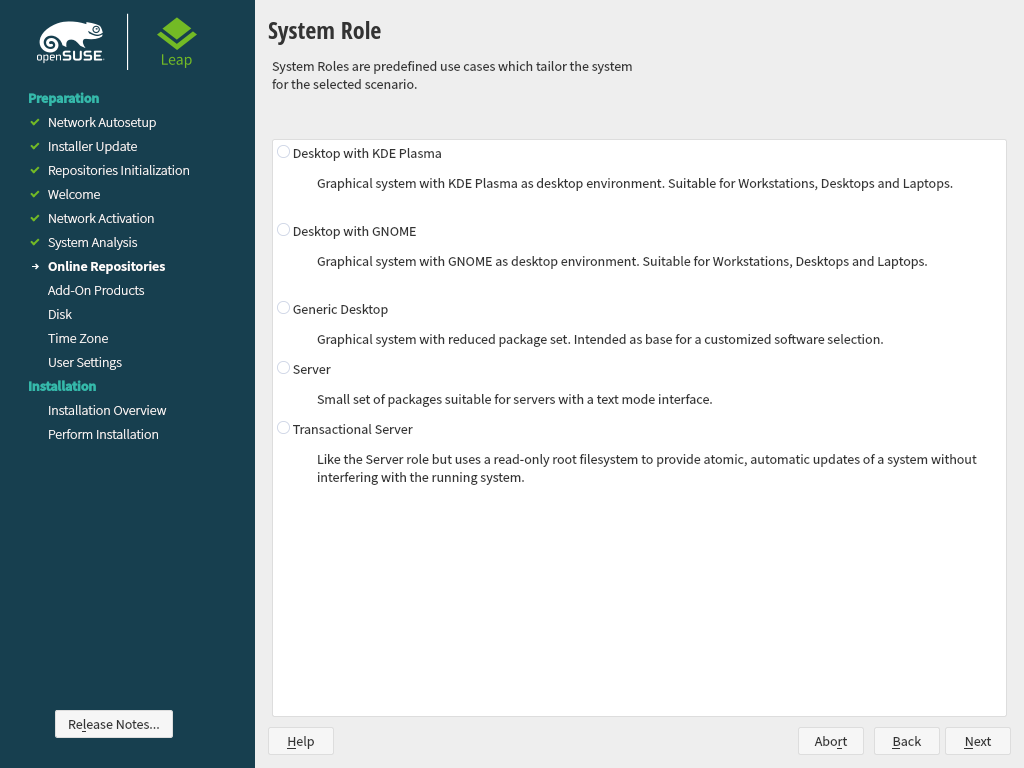 openSUSE
Leap
Preparation
Network Autosetup
Installer Update
Repositories Initialization
Welcome
Network Activation
System Analysis
Online Repositories
Add-On Products
Disk
Time Zone
User Settings
Installation
Installation Overview
Perform Installation
Release Notes...
System Role
System Roles are predefined use cases which tailor the system
for the selected scenario.
Desktop with KDE Plasma
Graphical system with KDE Plasma as desktop environment. Suitable for Workstations, Desktops and Laptops.
Desktop with GNOME
Graphical system with GNOME as desktop environment. Suitable for Workstations, Desktops and Laptops.
Generic Desktop
Graphical system with reduced package set. Intended as base for a customized software selection.
Server
Small set of packages suitable for servers with a text mode interface.
Transactional Server
Like the Server role but uses a read-only root filesystem to provide atomic, automatic updates of a system without
interfering with the running system.
Help
Abort
Back
Next